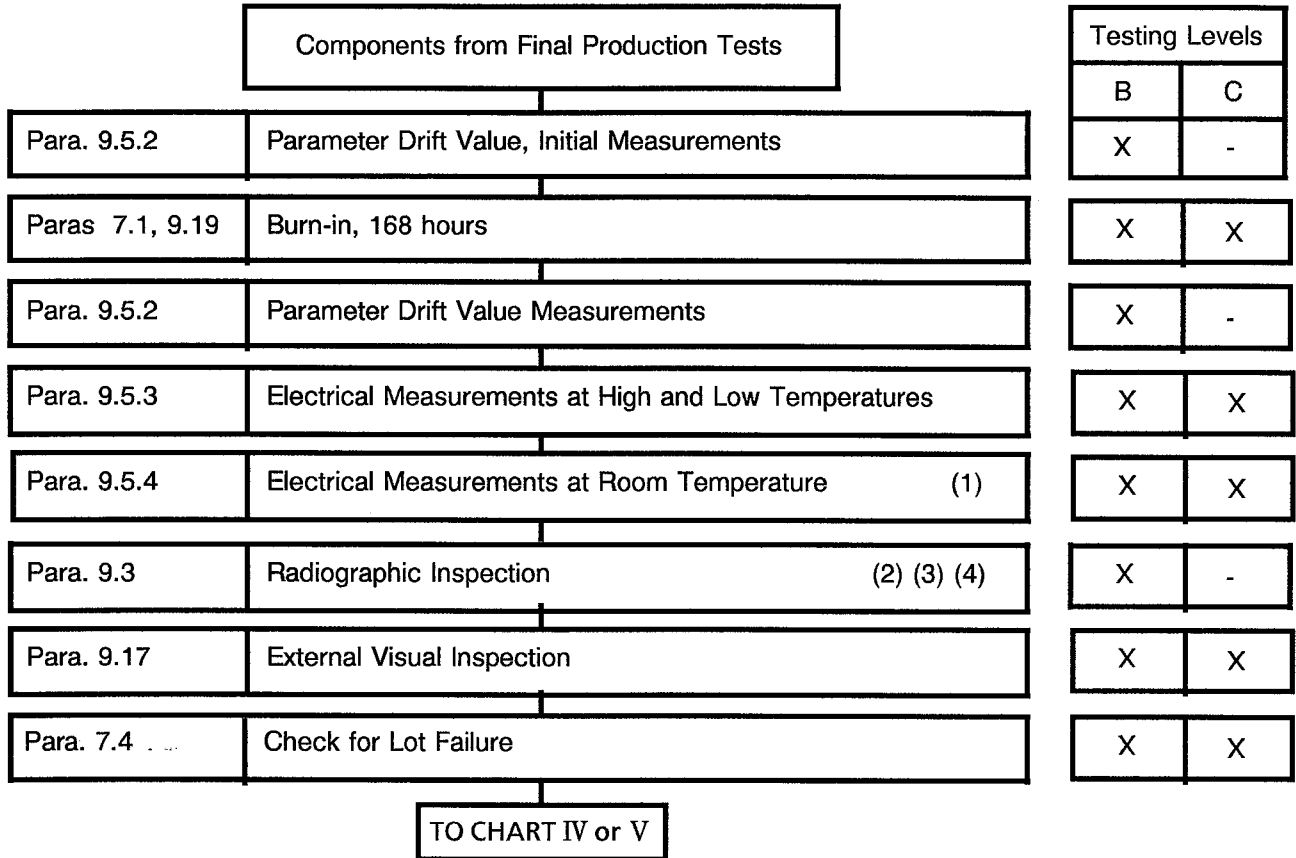 Components from Final Production Tests
Testing Levels
B C
Para. 9.5.2 Parameter Drift Value, Initial Measurements X -
Paras 7.1, 9.19 Burn-in, 168 hours X X
Para. 9.5.2 Parameter Drift Value Measurements X -
Para. 9.5.3 Electrical Measurements at High and Low Temperatures X X
Para. 9.5.4 Electrical Measurements at Room Temperature (1) X X
Para. 9.3 Radiographic Inspection (2) (3) (4) X -
Para. 9.17 External Visual Inspection X X
Para. 7.4 Check for Lot Failure X X
TO CHART IV or V